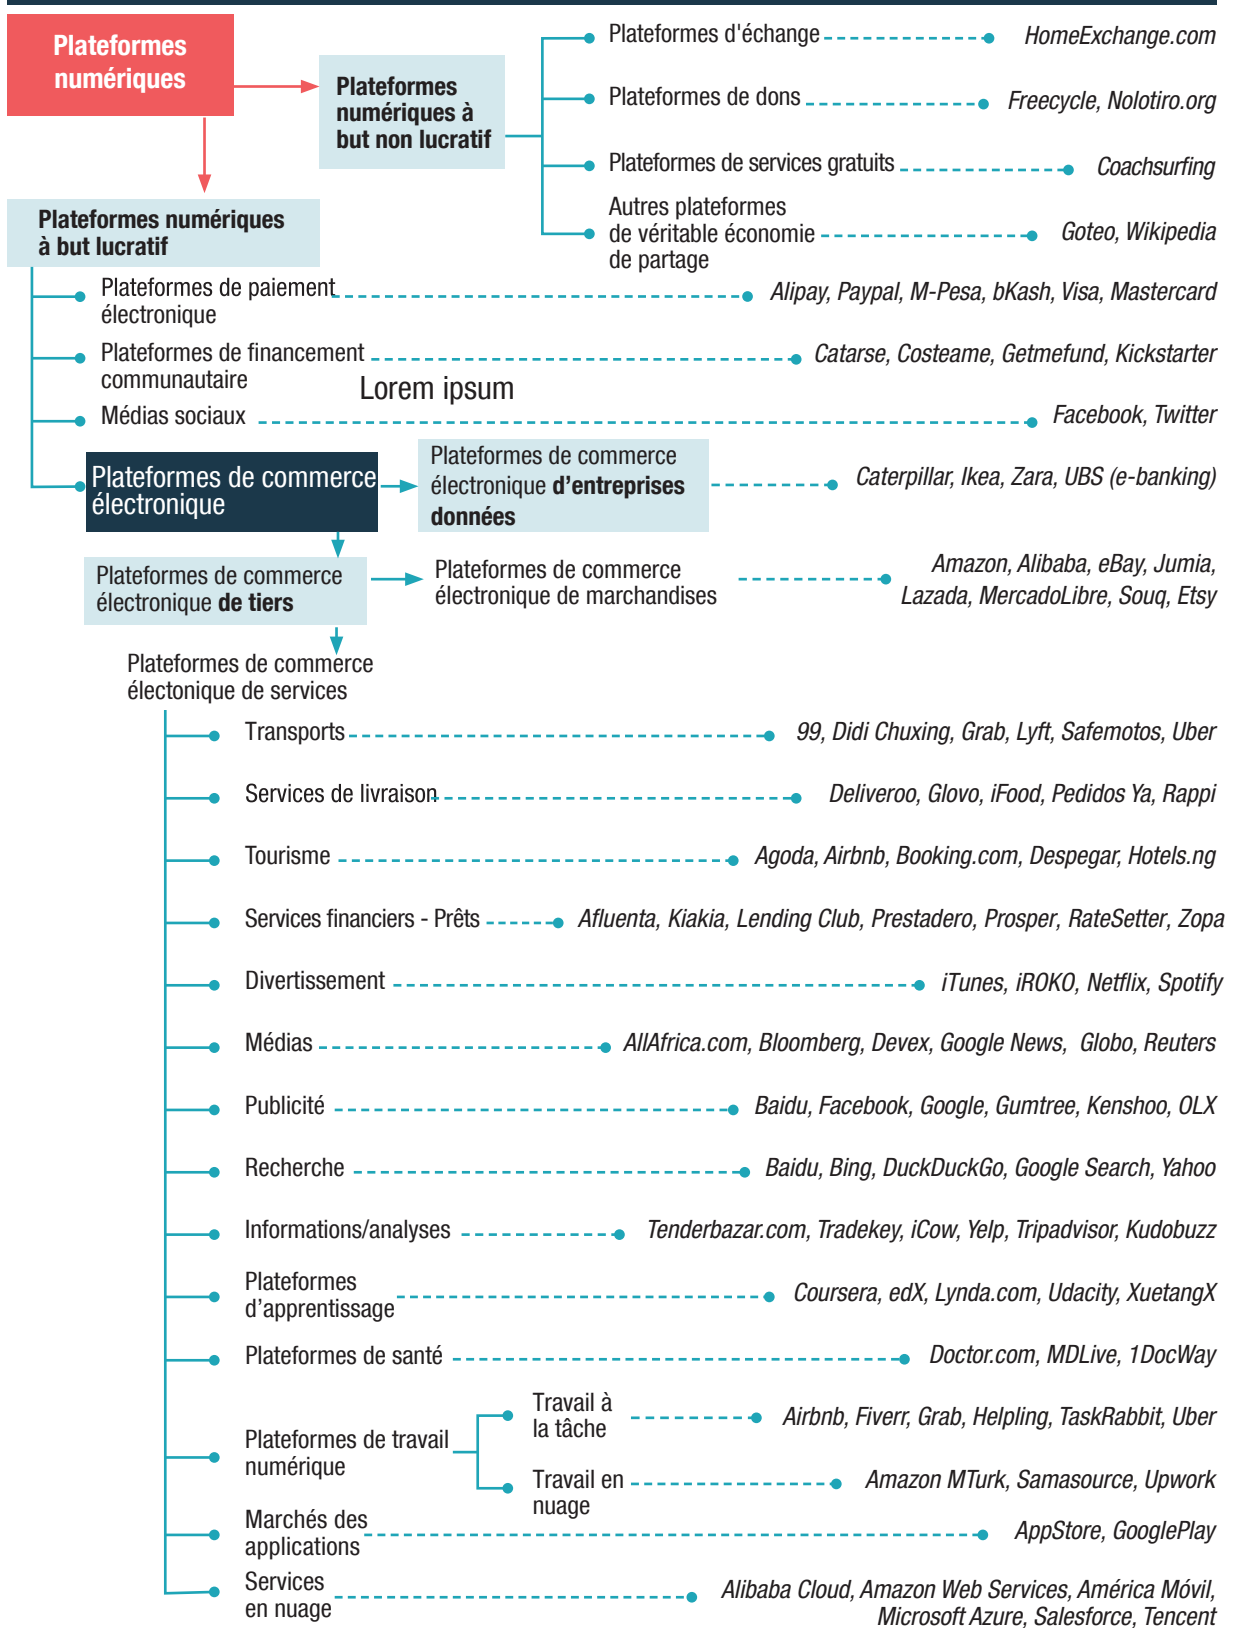 Plateformes
numériques
Plateformes
numériques à
but non lucratif
Plateformes d'échange
HomeExchange.com
Plateformes de dons
Freecycle, Nolotiro.org
Plateformes de services gratuits
Coachsurfing
Autres plateformes
de véritable économie
de partage
Goteo, Wikipedia
Plateformes numériques
à but lucratif
Plateformes de paiement
électronique
Alipay, Paypal, M-Pesa, bKash, Visa, Mastercard
Plateformes de financement
communautaire
Catarse, Costeame, Getmefund, Kickstarter
Lorem ipsum
Médias sociaux
Facebook, Twitter
Plateformes de commerce
électronique
Plateformes de commerce
électronique d’entreprises
données
Caterpillar, Ikea, Zara, UBS (e-banking)
Plateformes de commerce
électronique de tiers
Plateformes de commerce
électronique de marchandises
Amazon, Alibaba, eBay, Jumia,
Lazada, MercadoLibre, Souq, Etsy
Plateformes de commerce
électonique de services
Transports
99, Didi Chuxing, Grab, Lyft, Safemotos, Uber
Services de livraison
Deliveroo, Glovo, iFood, Pedidos Ya, Rappi
Tourisme
Agoda, Airbnb, Booking.com, Despegar, Hotels.ng
Services financiers - Prêts
Afluenta, Kiakia, Lending Club, Prestadero, Prosper, RateSetter, Zopa
Divertissement
iTunes, iROKO, Netflix, Spotify
Médias
AllAfrica.com, Bloomberg, Devex, Google News, Globo, Reuters
Publicité
Baidu, Facebook, Google, Gumtree, Kenshoo, OLX
Recherche
Baidu, Bing, DuckDuckGo, Google Search, Yahoo
Informations/analyses
Tenderbazar.com, Tradekey, iCow, Yelp, Tripadvisor, Kudobuzz
Plateformes
d’apprentissage
Coursera, edX, Lynda.com, Udacity, XuetangX
Plateformes de santé
Doctor.com, MDLive, 1DocWay
Plateformes de travail
numérique
Travail à
la tâche
Airbnb, Fiverr, Grab, Helpling, TaskRabbit, Uber
Travail en
nuage
Amazon MTurk, Samasource, Upwork
Marchés des
applications
AppStore, GooglePlay
Services
en nuage
Alibaba Cloud, Amazon Web Services, América Móvil,
Microsoft Azure, Salesforce, Tencent